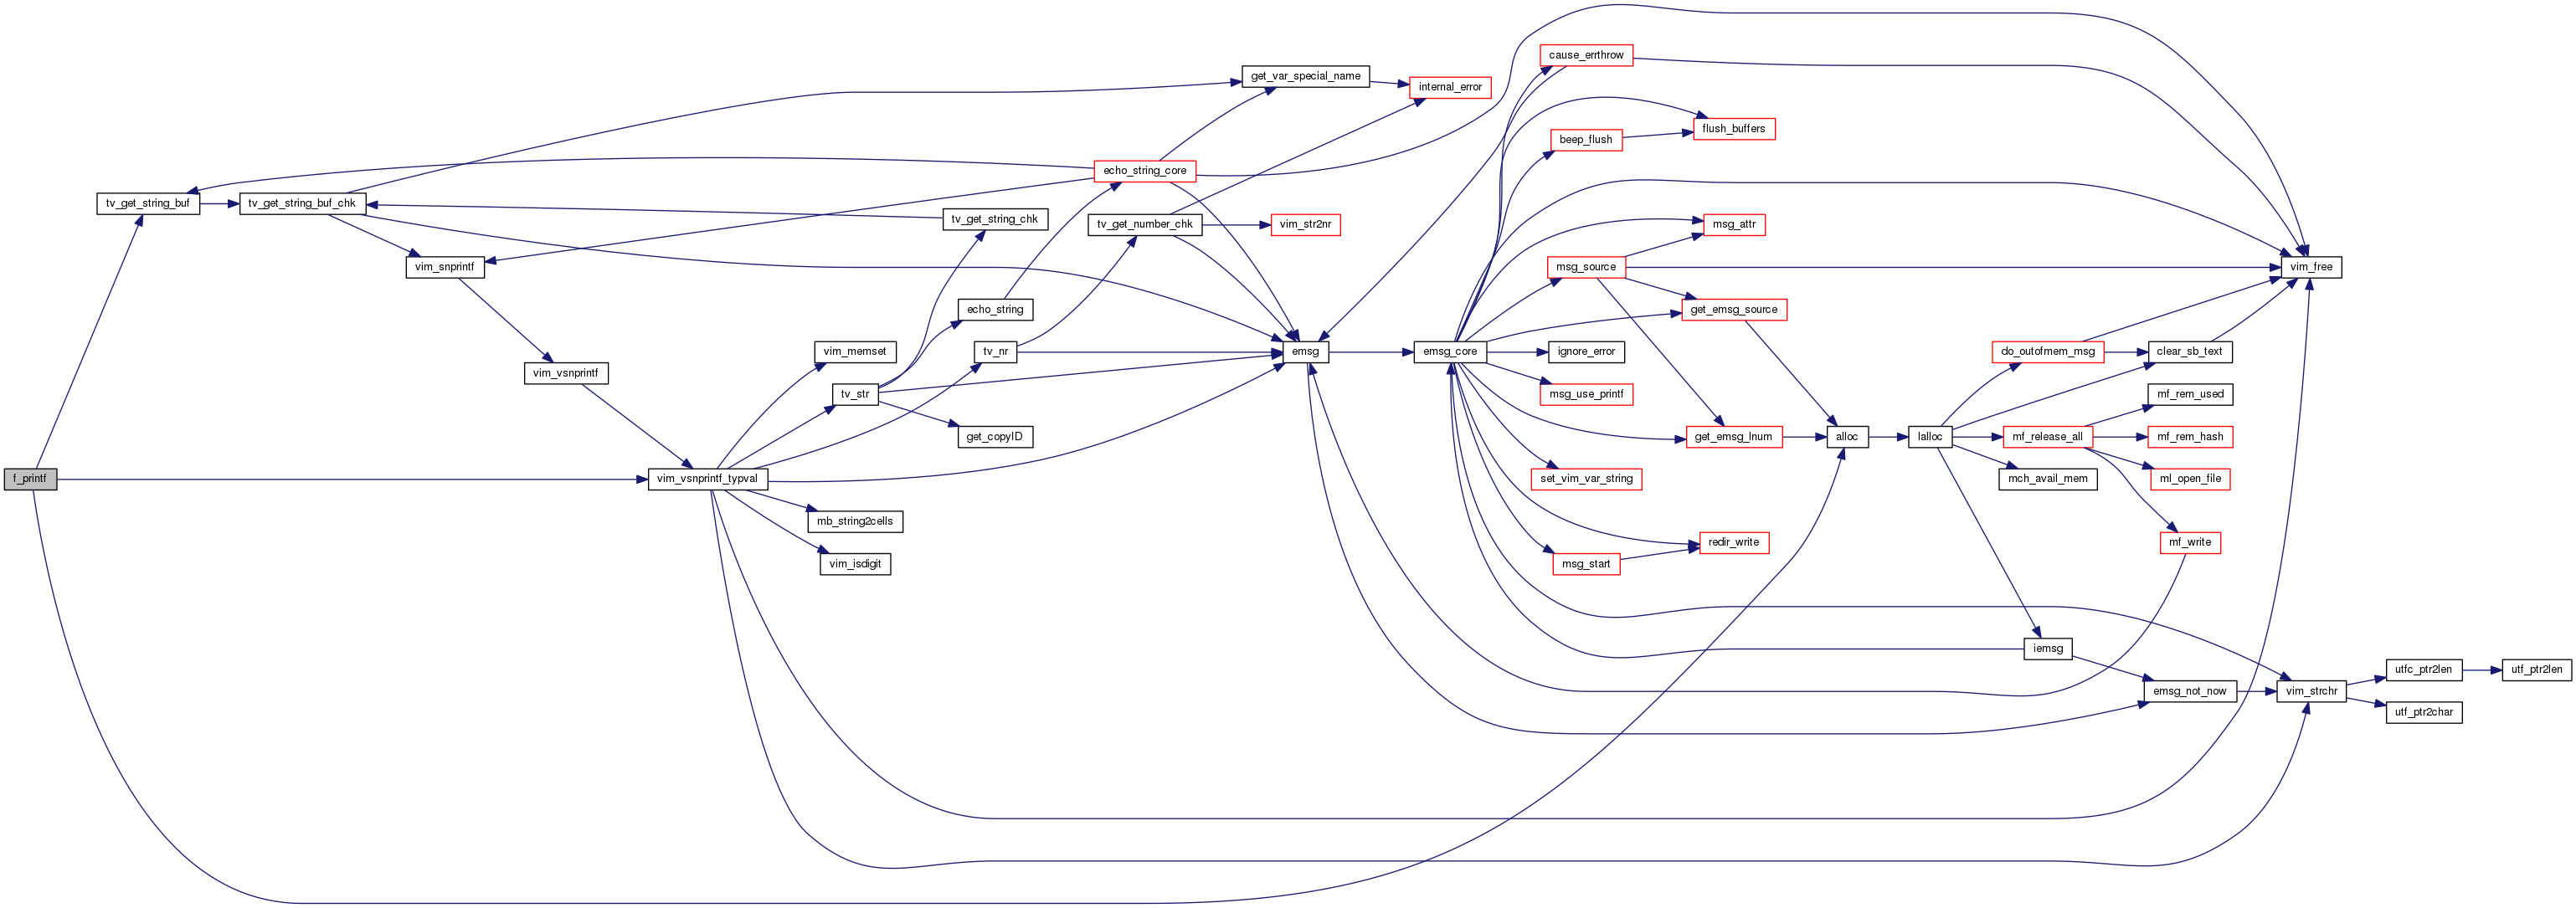 f_printf
tv_get_string_buf
tv_get_string_buf_chk
vim_snprintf
vim_vsnprintf
vim_vsnprintf_typval
vim_memset
tv_str
mb_string2cells
vim_isdigit
tv_get_string_chk
echo_string
tv_nr
get_copyID
echo_string_core
tv_get_number_chk
get_var_special_name
vim_str2nr
emsg
internal_error
emsg_core
cause_errthrow
beep_flush
msg_source
ignore_error
msg_use_printf
set_vim_var_string
msg_start
flush_buffers
msg_attr
get_emsg_source
get_emsg_lnum
redir_write
alloc
lalloc
do_outofmem_msg
mf_release_all
mch_avail_mem
iemsg
clear_sb_text
mf_rem_used
mf_rem_hash
ml_open_file
mf_write
emsg_not_now
vim_free
vim_strchr
utfc_ptr2len
utf_ptr2char
utf_ptr2len